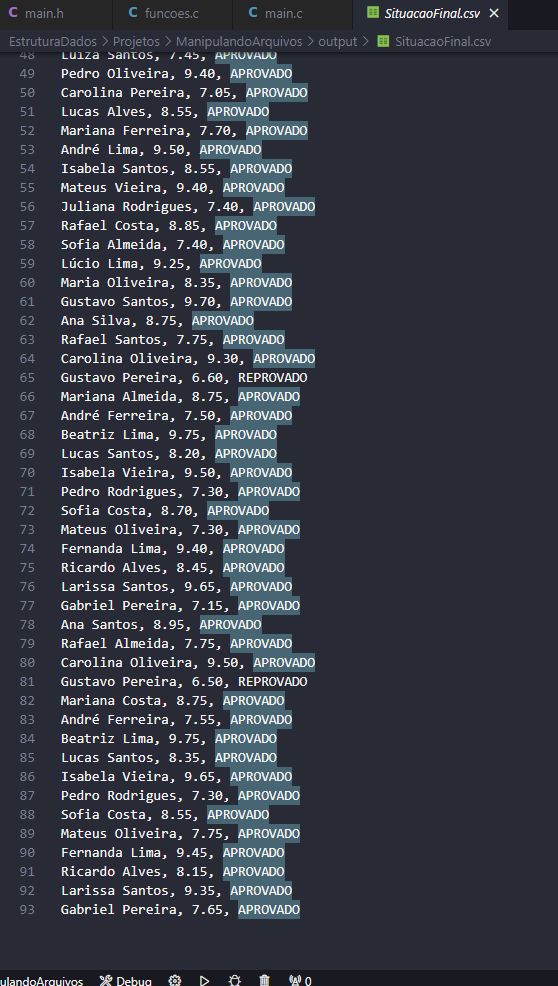 main.h funcoes.c main.c SituacaoFinal.csv
EstruturaDados > Projetos > ManipulandoArquivos > output > SituacaoFinal.csv
48 Luiza Santos, 7.45, APROVADO
49 Pedro Oliveira, 9.40, APROVADO
50 Carolina Pereira, 7.05, APROVADO
51 Lucas Alves, 8.55, APROVADO
52 Mariana Ferreira, 7.70, APROVADO
53 André Lima, 9.50, APROVADO
54 Isabela Santos, 8.55, APROVADO
55 Mateus Vieira, 9.40, APROVADO
56 Juliana Rodrigues, 7.40, APROVADO
57 Rafael Costa, 8.85, APROVADO
58 Sofia Almeida, 7.40, APROVADO
59 Lúcio Lima, 9.25, APROVADO
60 Maria Oliveira, 8.35, APROVADO
61 Gustavo Santos, 9.70, APROVADO
62 Ana Silva, 8.75, APROVADO
63 Rafael Santos, 7.75, APROVADO
64 Carolina Oliveira, 9.30, APROVADO
65 Gustavo Pereira, 6.60, REPROVADO
66 Mariana Almeida, 8.75, APROVADO
67 André Ferreira, 7.50, APROVADO
68 Beatriz Lima, 9.75, APROVADO
69 Lucas Santos, 8.20, APROVADO
70 Isabela Vieira, 9.50, APROVADO
71 Pedro Rodrigues, 7.30, APROVADO
72 Sofia Costa, 8.70, APROVADO
73 Mateus Oliveira, 7.30, APROVADO
74 Fernanda Lima, 9.40, APROVADO
75 Ricardo Alves, 8.45, APROVADO
76 Larissa Santos, 9.65, APROVADO
77 Gabriel Pereira, 7.15, APROVADO
78 Ana Santos, 8.95, APROVADO
79 Rafael Almeida, 7.75, APROVADO
80 Carolina Oliveira, 9.50, APROVADO
81 Gustavo Pereira, 6.50, REPROVADO
82 Mariana Costa, 8.75, APROVADO
83 André Ferreira, 7.55, APROVADO
84 Beatriz Lima, 9.75, APROVADO
85 Lucas Santos, 8.35, APROVADO
86 Isabela Vieira, 9.65, APROVADO
87 Pedro Rodrigues, 7.30, APROVADO
88 Sofia Costa, 8.55, APROVADO
89 Mateus Oliveira, 7.75, APROVADO
90 Fernanda Lima, 9.45, APROVADO
91 Ricardo Alves, 8.15, APROVADO
92 Larissa Santos, 9.35, APROVADO
93 Gabriel Pereira, 7.65, APROVADO
ulandoArquivos Debug 0